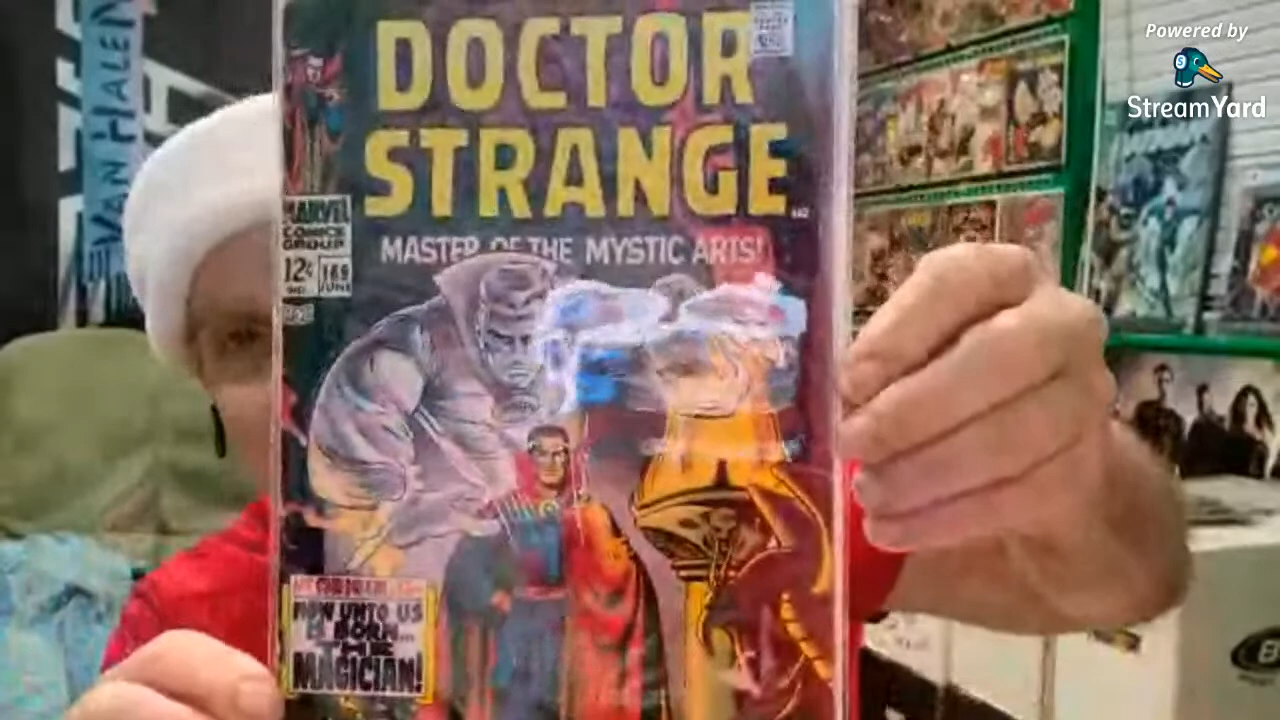 VAN HALEN
DOCTOR
STRANGE
MASTER OF THE MYSTIC ARTS!
MARVEL
COMICS
GROUP
12¢ 169
IND. JUNE
NOW UNTO US
IS BORN...
THE
MAGICIAN!
Powered by
StreamYard